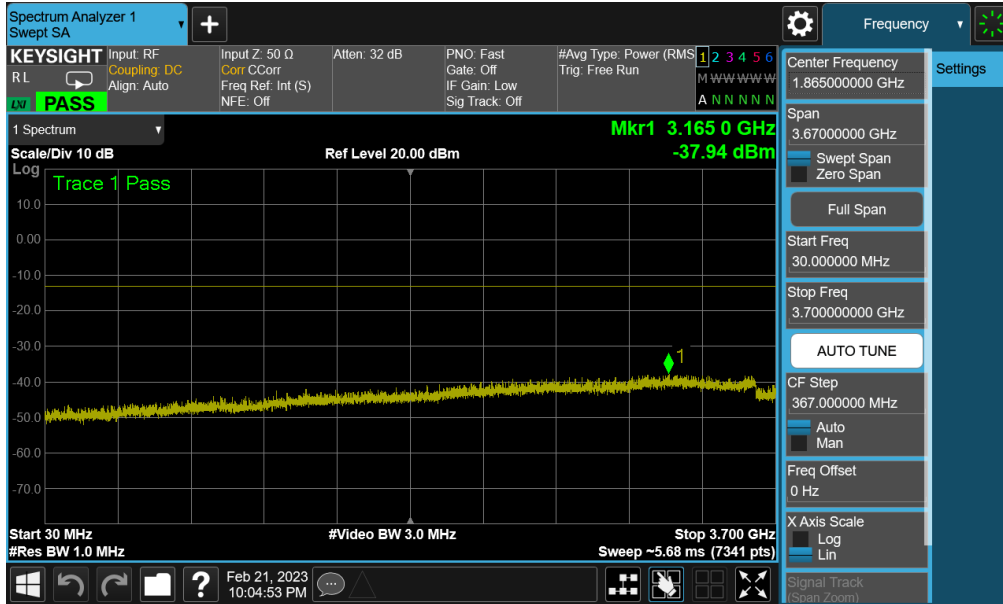 Spectrum Analyzer 1
Swept SA
+
Frequency
KEYSIGHT
RL
LXI
PASS
Input: RF
Coupling: DC
Align: Auto
Input Z: 50 Ω
Corr CCorr
Freq Ref: Int (S)
NFE: Off
Atten: 32 dB
PNO: Fast
Gate: Off
IF Gain: Low
Sig Track: Off
#Avg Type: Power (RMS
Trig: Free Run
1 2 3 4 5 6
M W W W W W
A N N N N N
1 Spectrum
Mkr1 3.165 0 GHz
Scale/Div 10 dB
Ref Level 20.00 dBm
-37.94 dBm
Log
Trace 1 Pass
10.0
0.00
-10.0
-20.0
-30.0
1
-40.0
-50.0
-60.0
-70.0
Start 30 MHz
#Video BW 3.0 MHz
Stop 3.700 GHz
#Res BW 1.0 MHz
Sweep ~5.68 ms (7341 pts)
Center Frequency
1.865000000 GHz
Span
3.67000000 GHz
Swept Span
Zero Span
Full Span
Start Freq
30.000000 MHz
Stop Freq
3.700000000 GHz
AUTO TUNE
CF Step
367.000000 MHz
Auto
Man
Freq Offset
0 Hz
X Axis Scale
Log
Lin
Signal Track
(Span Zoom)
Settings
?
Feb 21, 2023
10:04:53 PM